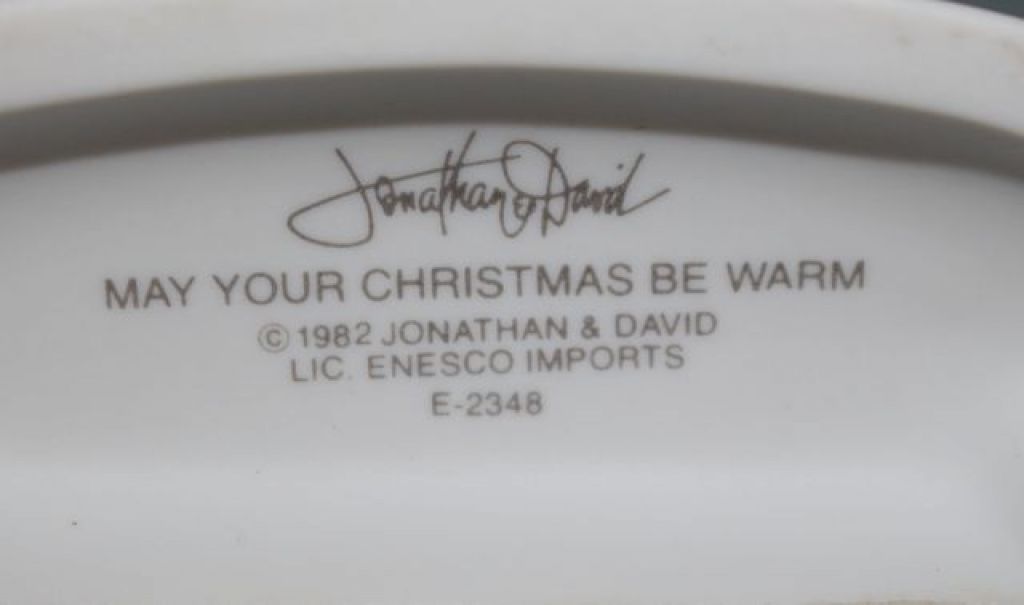 Jonathan & David
MAY YOUR CHRISTMAS BE WARM
© 1982 JONATHAN & DAVID
LIC. ENESCO IMPORTS
E-2348